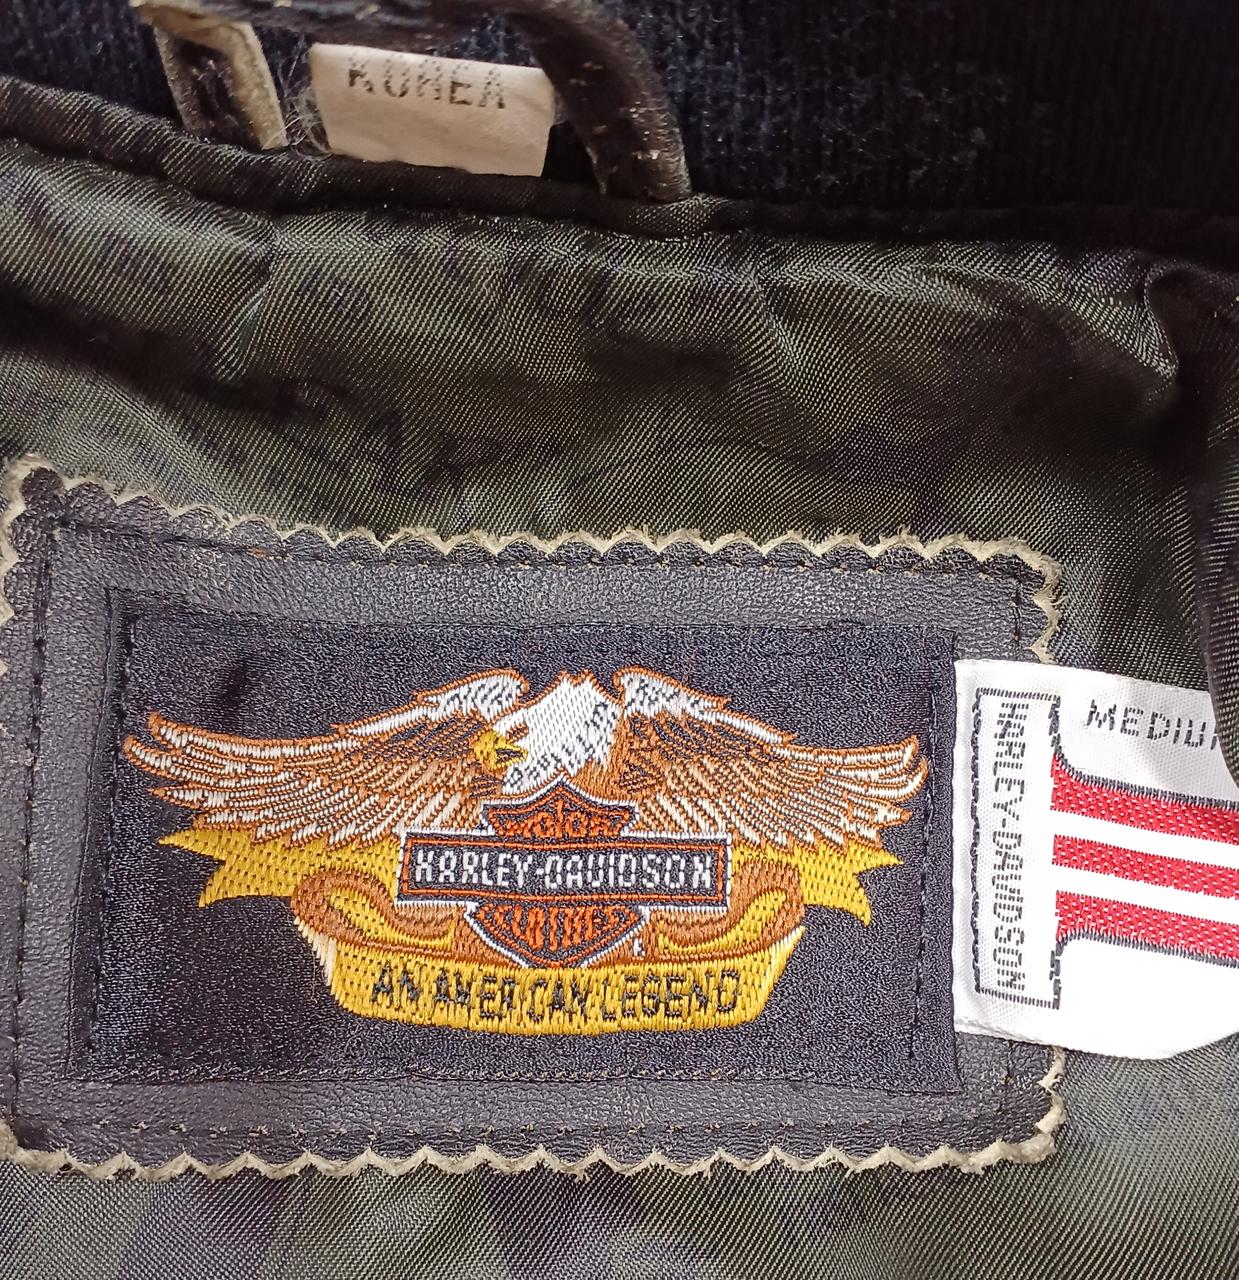 KOREA
MEDIU
HARLEY-DAVIDSON
MOTOR
HARLEY-DAVIDSON
CLOTHES
AN AMERICAN LEGEND